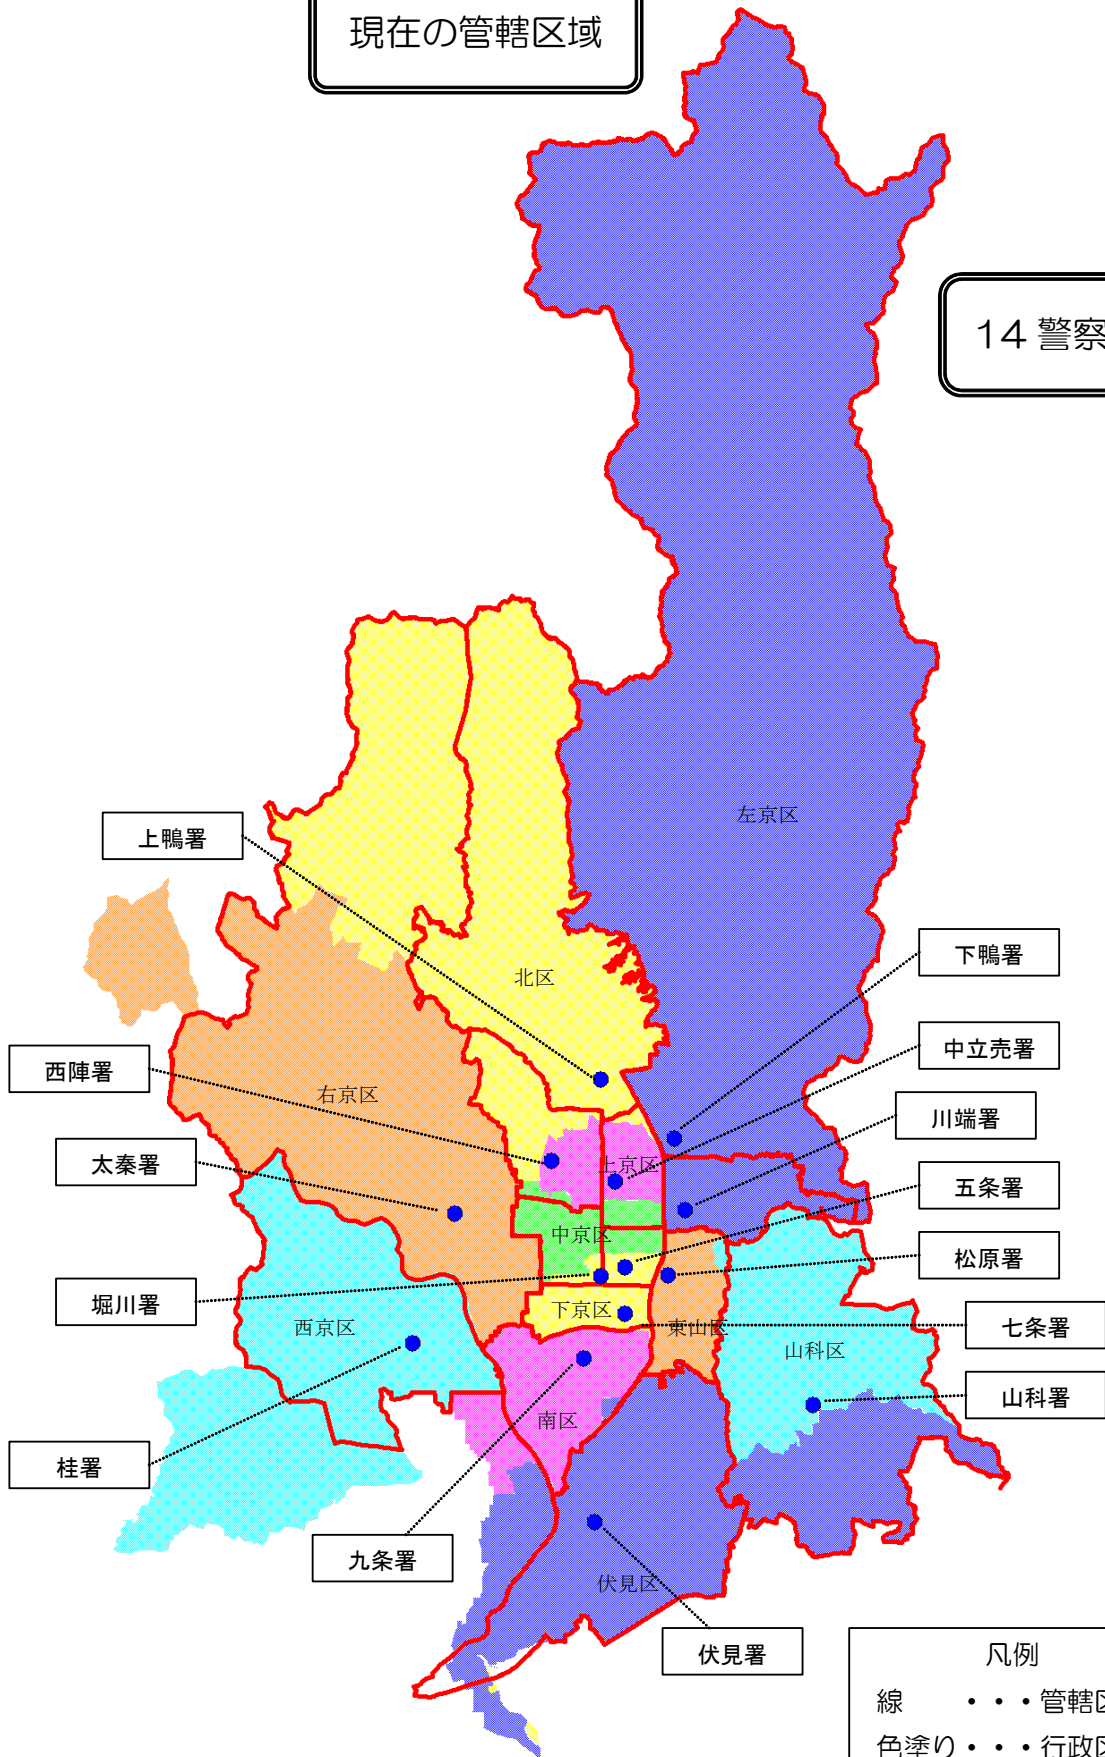 現在の管轄区域
14 警察
左京区
上鴨署
下鴨署
北区
中立売署
西陣署
右京区
川端署
太秦署
上京区
五条署
中京区
松原署
堀川署
下京区
七条署
西京区
東山区
山科区
山科署
南区
桂署
九条署
伏見区
伏見署
凡例
線 ・・・管轄区
色塗り・・・行政区